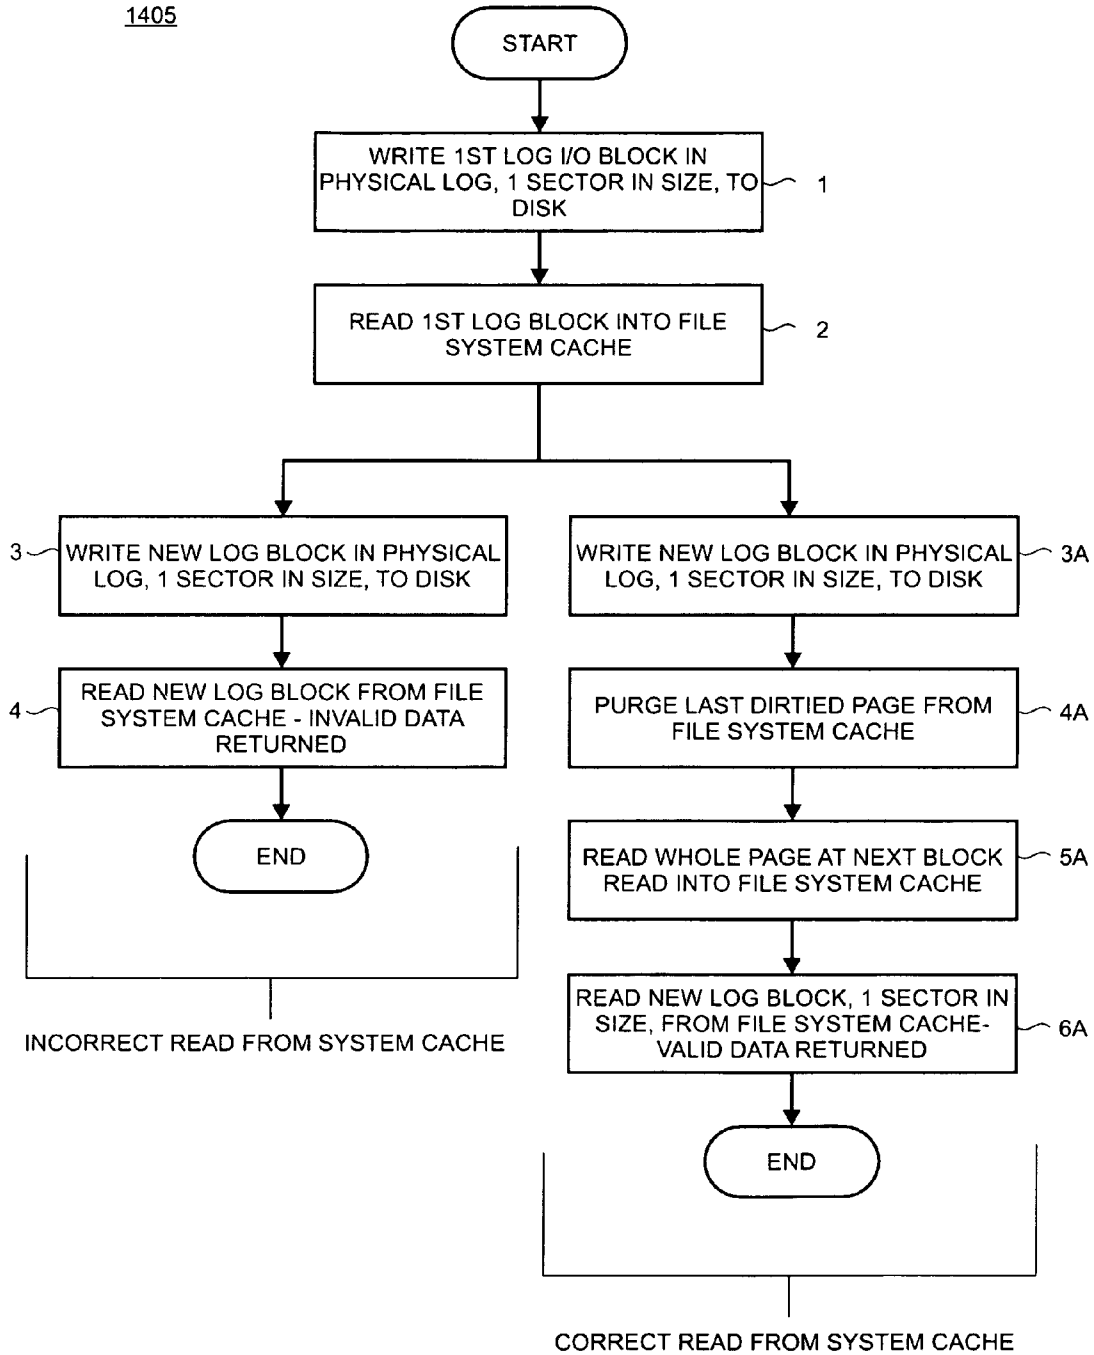 1405
START
WRITE 1ST LOG I/O BLOCK IN
PHYSICAL LOG, 1 SECTOR IN SIZE, TO
DISK
1
READ 1ST LOG BLOCK INTO FILE
SYSTEM CACHE
2
3
WRITE NEW LOG BLOCK IN PHYSICAL
LOG, 1 SECTOR IN SIZE, TO DISK
WRITE NEW LOG BLOCK IN PHYSICAL
LOG, 1 SECTOR IN SIZE, TO DISK
3A
4
READ NEW LOG BLOCK FROM FILE
SYSTEM CACHE - INVALID DATA
RETURNED
PURGE LAST DIRTIED PAGE FROM
FILE SYSTEM CACHE
4A
END
READ WHOLE PAGE AT NEXT BLOCK
READ INTO FILE SYSTEM CACHE
5A
INCORRECT READ FROM SYSTEM CACHE
READ NEW LOG BLOCK, 1 SECTOR IN
SIZE, FROM FILE SYSTEM CACHE-
VALID DATA RETURNED
6A
END
CORRECT READ FROM SYSTEM CACHE